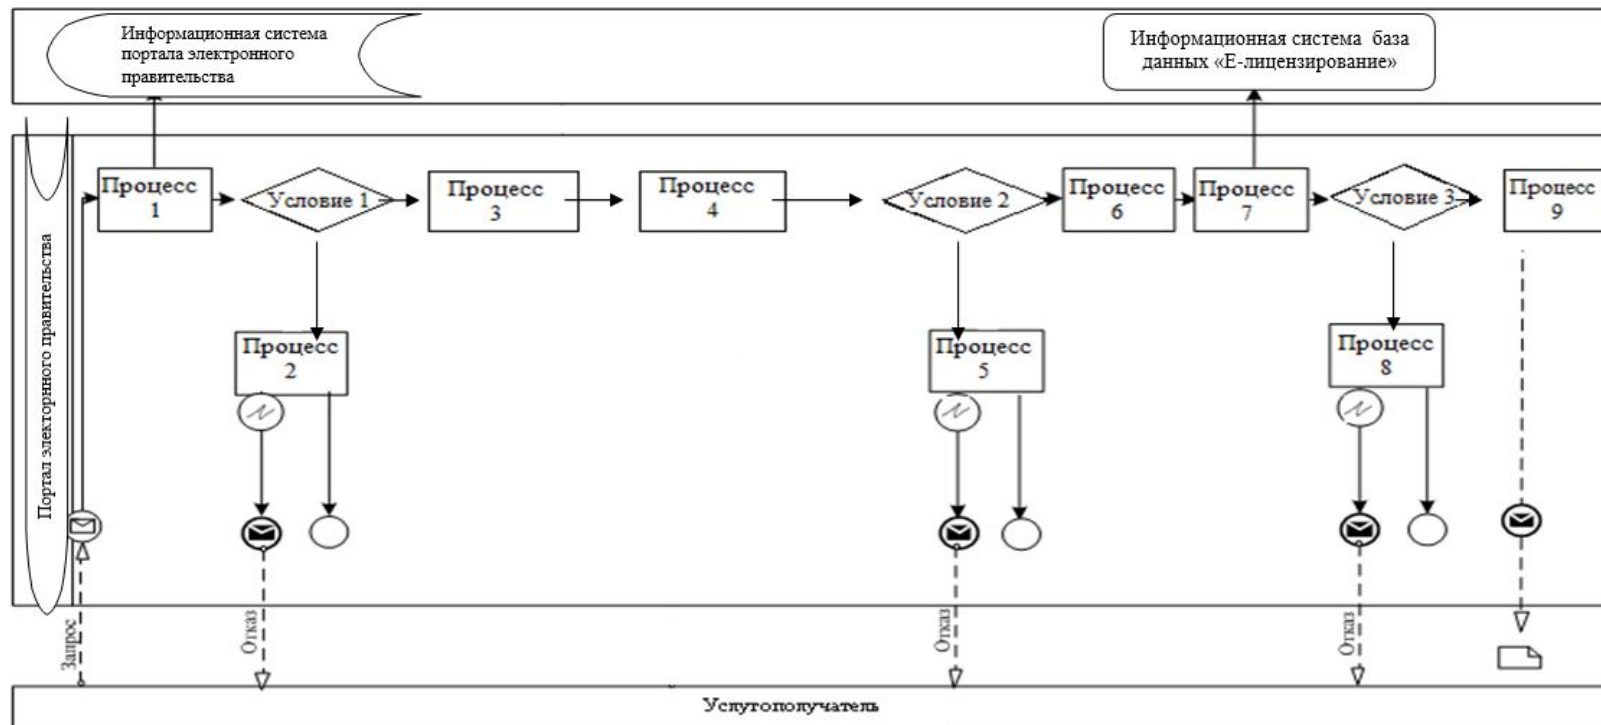 Информационная система
портала электронного
правительства
Информационная система база
данных «Е-лицензирование»
Портал электорнного правительства
Процесс
1
Условие 1
Процесс
3
Процесс
4
Условие 2
Процесс
6
Процесс
7
Условие 3
Процесс
9
Процесс
2
Процесс
5
Процесс
8
Запрос
Отказ
Отказ
Отказ
Услугополучатель